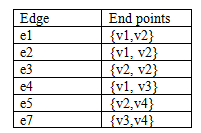 Edge End points
e1 {v1,v2}
e2 {v1, v2}
e3 {v2, v2}
e4 {v1, v3}
e5 {v2,v4}
e7 {v3,v4}